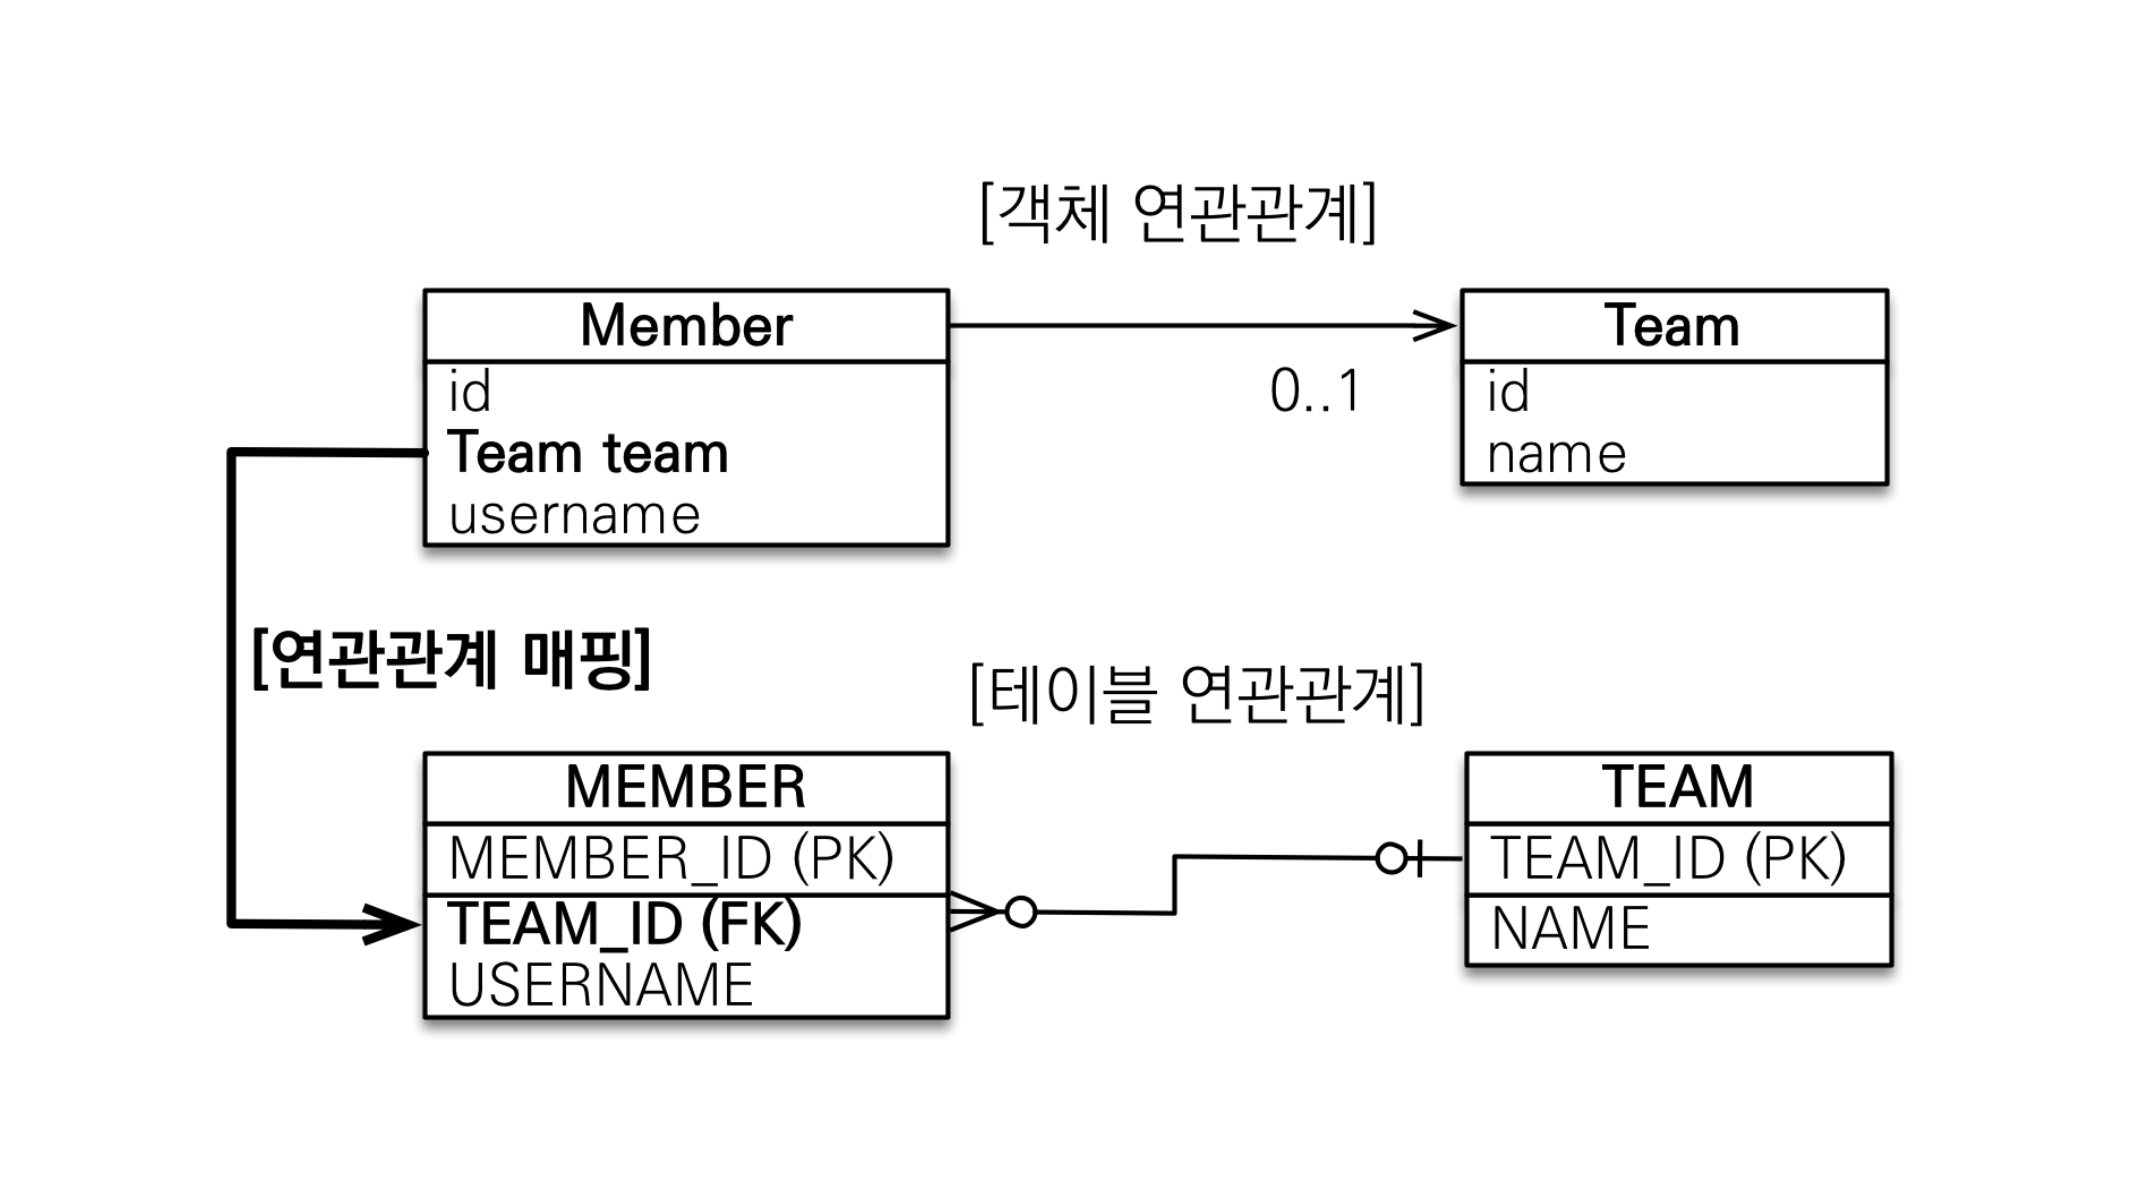 [객체 연관관계]
Member
id
Team team
username
0..1
Team
id
name
[연관관계 매핑]
[테이블 연관관계]
MEMBER
MEMBER_ID (PK)
TEAM_ID (FK)
USERNAME
TEAM
TEAM_ID (PK)
NAME